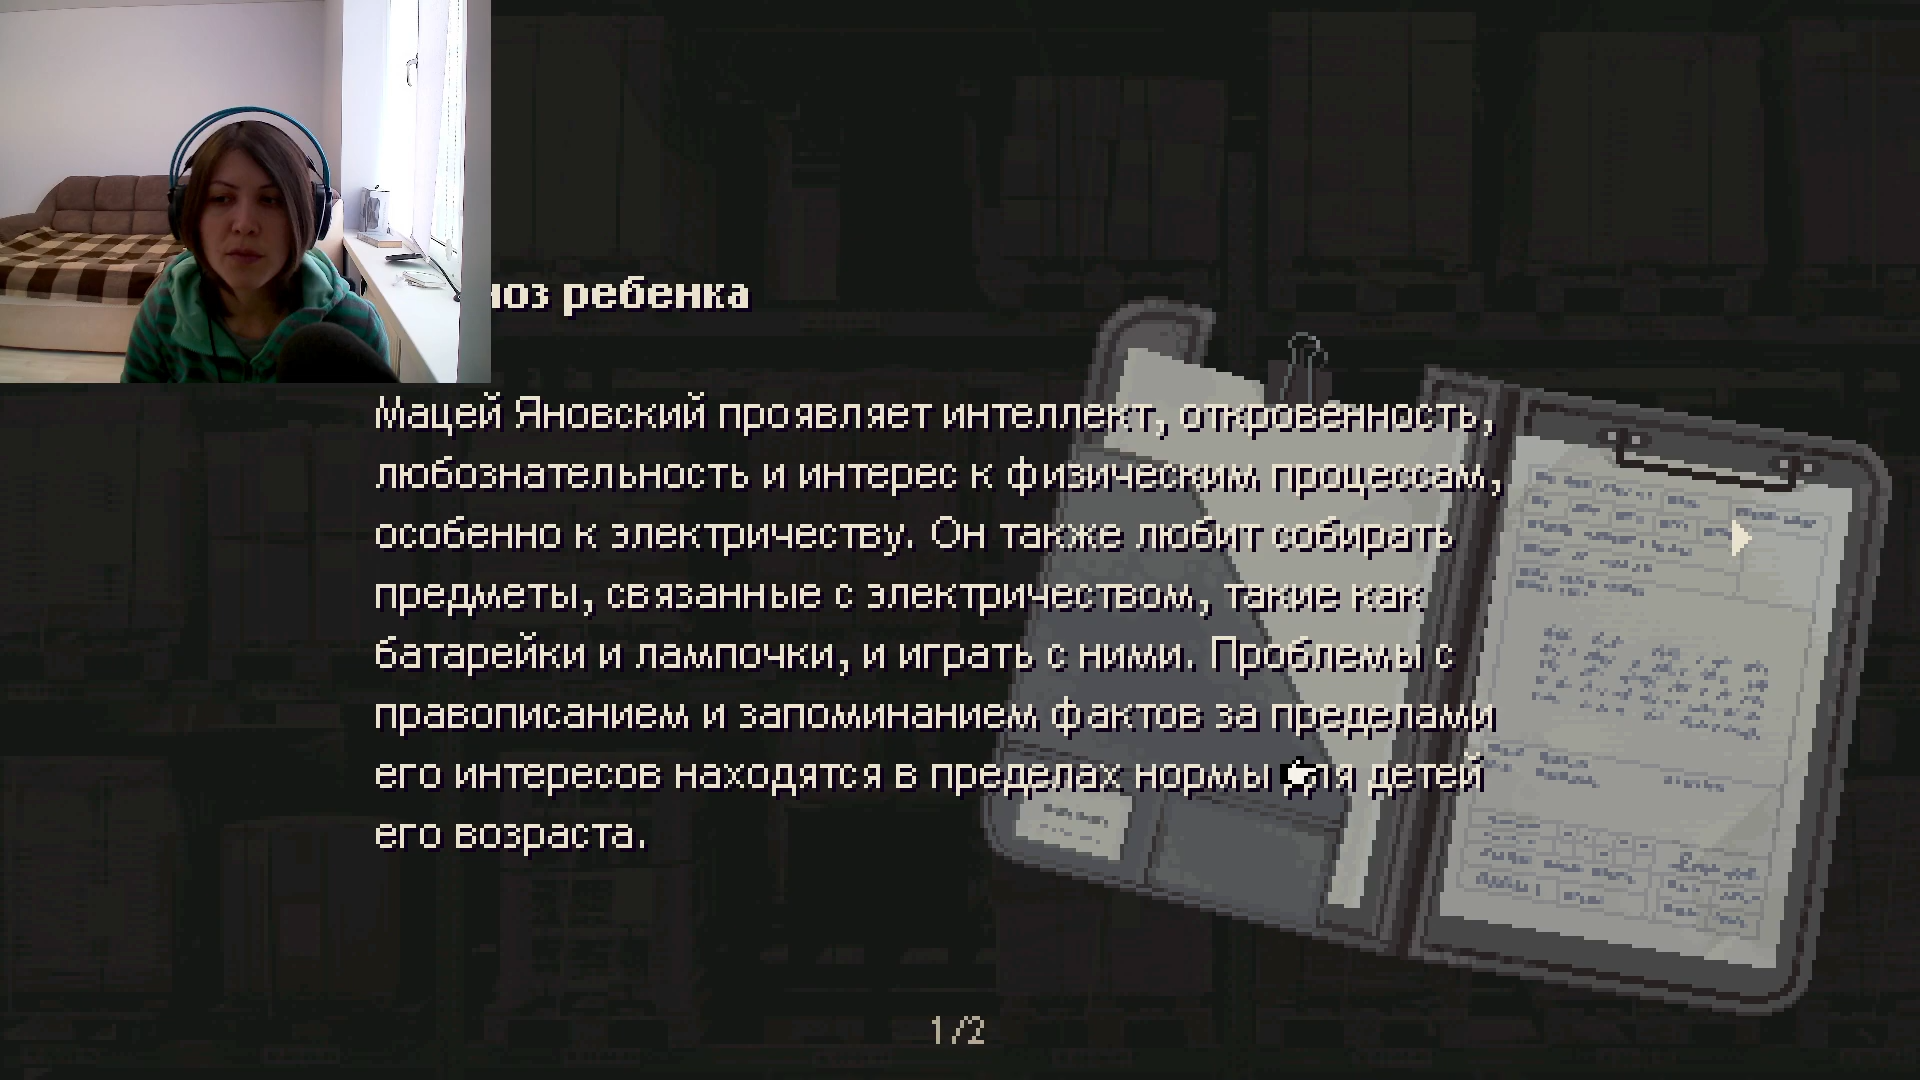 ноз ребенка
Мацей Яновский проявляет интеллект, откровенность,
любознательность и интерес к физическим процессам,
особенно к электричеству. Он также любит собирать
предметы, связанные с электричеством, такие как
батарейки и лампочки, и играть с ними. Проблемы с
правописанием и запоминанием фактов за пределами
его интересов находятся в пределах нормы для детей
его возраста.
1/2